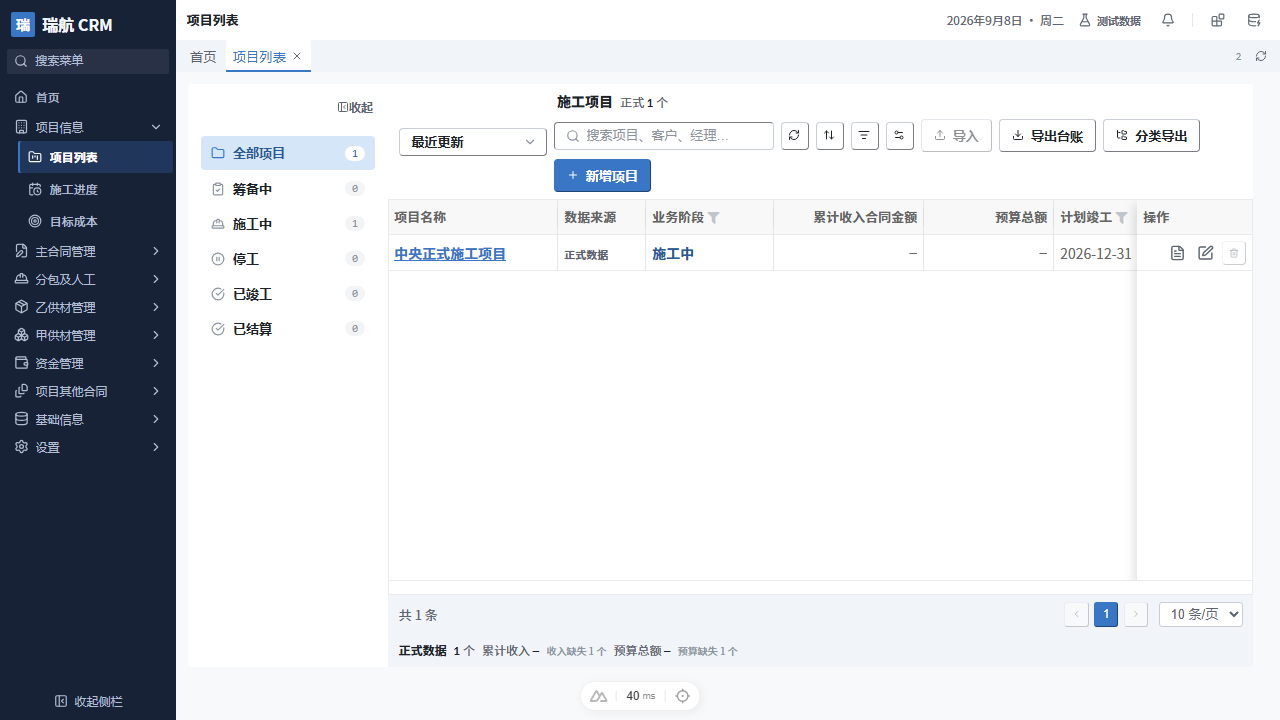 瑞 瑞航 CRM
搜索菜单
首页
项目信息
项目列表
施工进度
目标成本
主合同管理
分包及人工
乙供材管理
甲供材管理
资金管理
项目其他合同
基础信息
设置
收起侧栏
项目列表
2026年9月8日 · 周二 测试数据
首页 项目列表
2
收起
全部项目 1
筹备中 0
施工中 1
停工 0
已竣工 0
已结算 0
施工项目 正式 1 个
最近更新 搜索项目、客户、经理... 导入 导出台账 分类导出
新增项目
项目名称 数据来源 业务阶段 累计收入合同金额 预算总额 计划竣工 操作
中央正式施工项目 正式数据 施工中 – – 2026-12-31
共 1 条 1 10 条/页
正式数据 1 个 累计收入 – 收入缺失 1 个 预算总额 – 预算缺失 1 个
40 ms